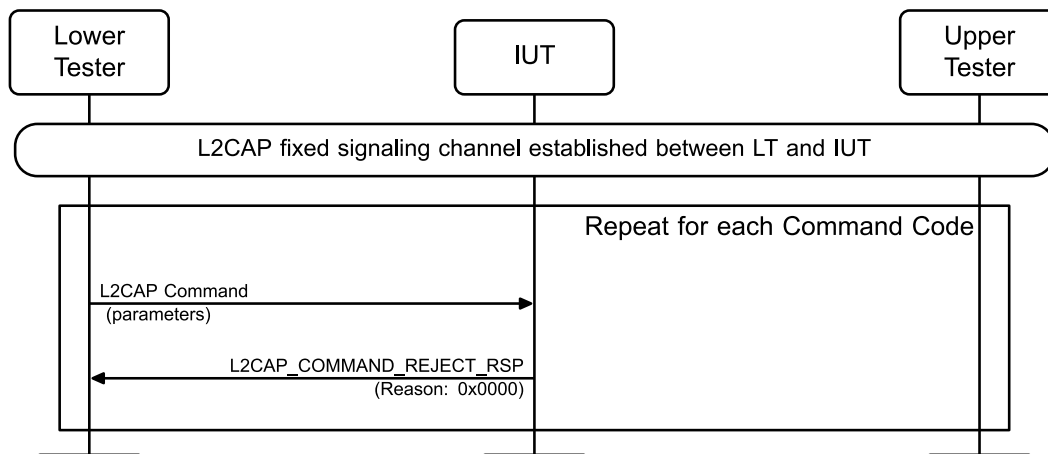 Lower
Tester
IUT
Upper
Tester
L2CAP fixed signaling channel established between LT and IUT
Repeat for each Command Code
L2CAP Command
(parameters)
L2CAP_COMMAND_REJECT_RSP
(Reason: 0x0000)